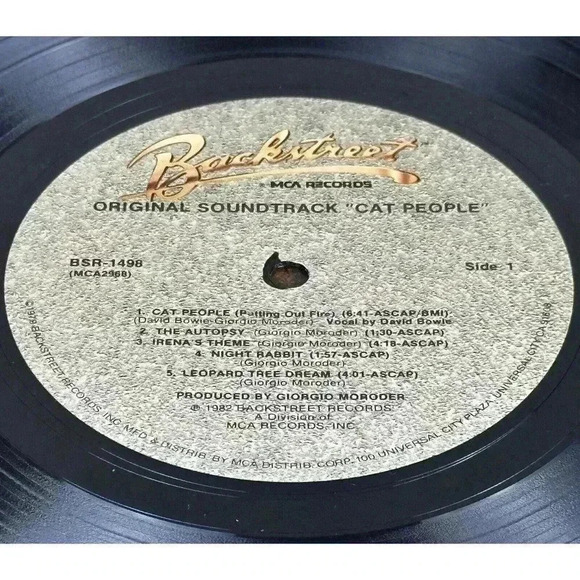 Backstreet
MCA RECORDS
ORIGINAL SOUNDTRACK "CAT PEOPLE"
BSR-1498
(MCA2968)
Side 1
1. CAT PEOPLE (Putting Out Fire) (6:41-ASCAP/BMI)
(David Bowie-Giorgio Moroder) -Vocal by David Bowie
2. THE AUTOPSY (Giorgio Moroder) (1:30-ASCAP)
3. IRENA'S THEME (Giorgio Moroder) (4:18-ASCAP)
4. NIGHT RABBIT (1:57-ASCAP)
(Giorgio Moroder)
5. LEOPARD TREE DREAM (4:01-ASCAP)
(Giorgio Moroder)
PRODUCED BY GIORGIO MORODER
℗ 1982 BACKSTREET RECORDS
A Division of
MCA RECORDS, INC.
BACKSTREET RECORDS, INC. MFG & DISTRIB. BY MCA DISTRIB. CORP. 100 UNIVERSAL CITY PLAZA, UNIVERSAL CITY, CA